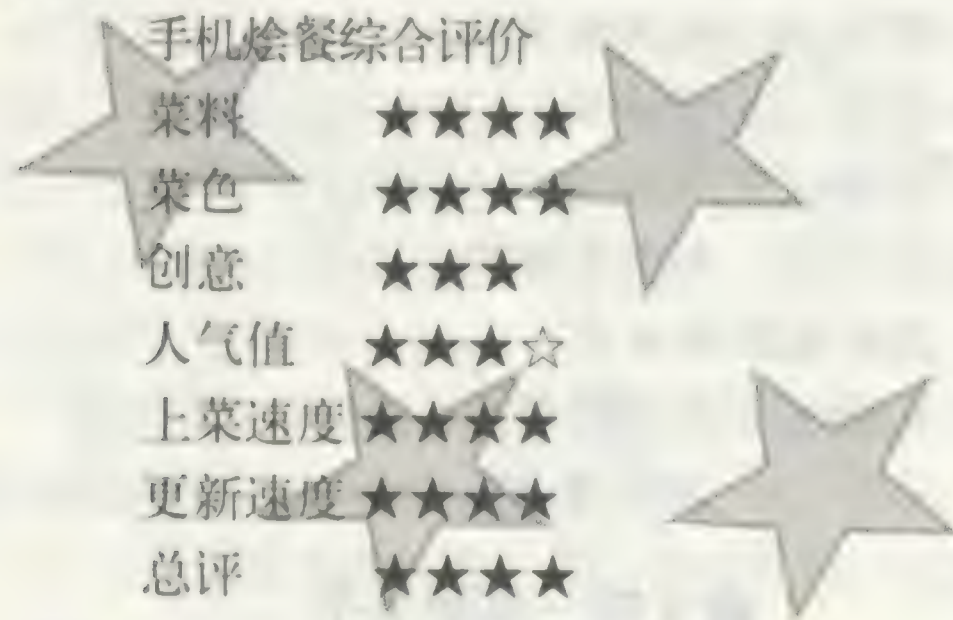 手机烩餐综合评价
菜料 ★★★★
菜色 ★★★★
创意 ★★★
人气值 ★★★☆
上菜速度 ★★★★
更新速度 ★★★★
总评 ★★★★